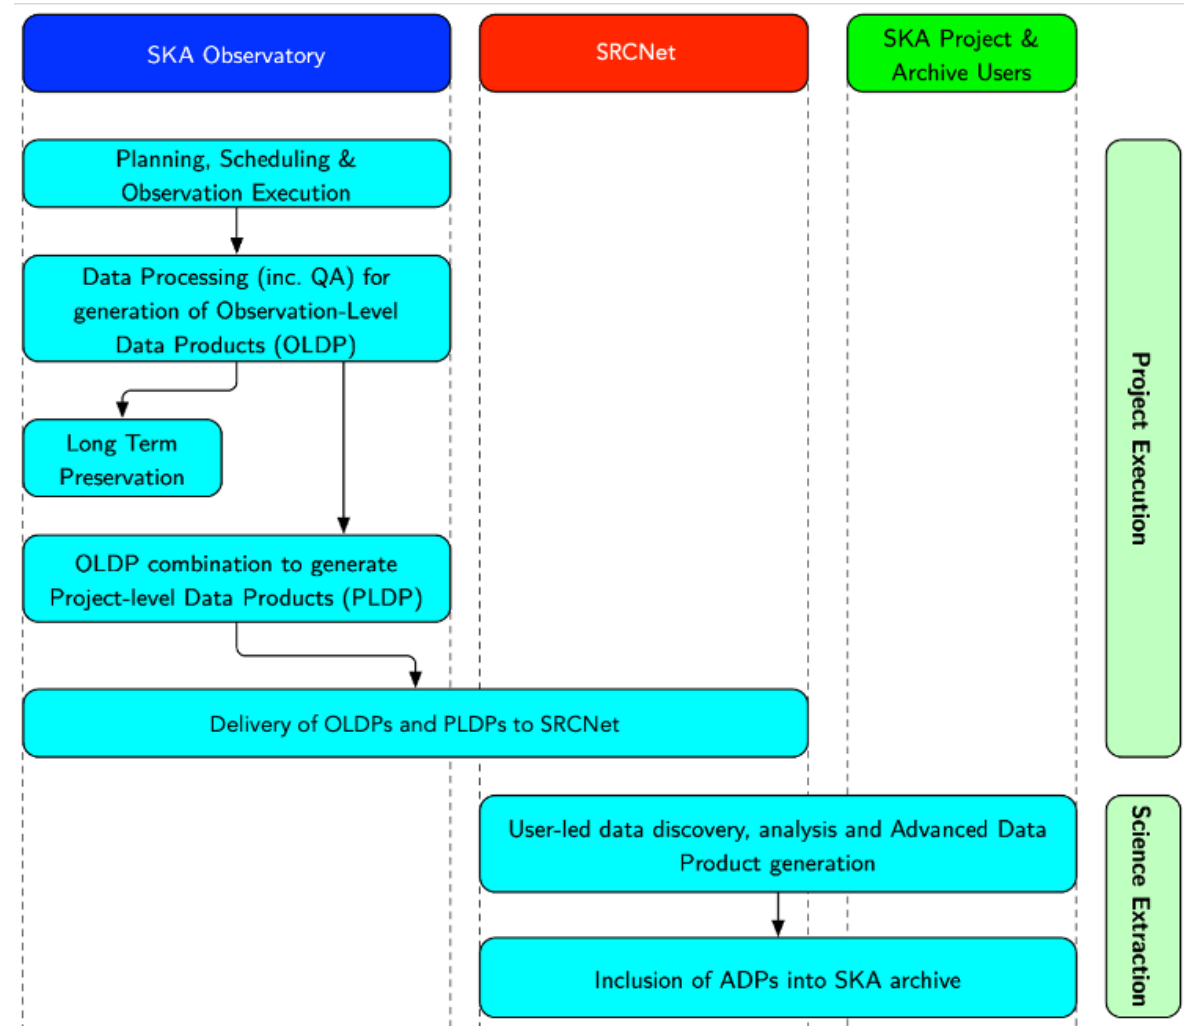 SKA Observatory
SRCNet
SKA Project &
Archive Users
Planning, Scheduling &
Observation Execution
Data Processing (inc. QA) for
generation of Observation-Level
Data Products (OLDP)
Long Term
Preservation
OLDP combination to generate
Project-level Data Products (PLDP)
Delivery of OLDPs and PLDPs to SRCNet
Project Execution
User-led data discovery, analysis and Advanced Data
Product generation
Inclusion of ADPs into SKA archive
Science Extraction